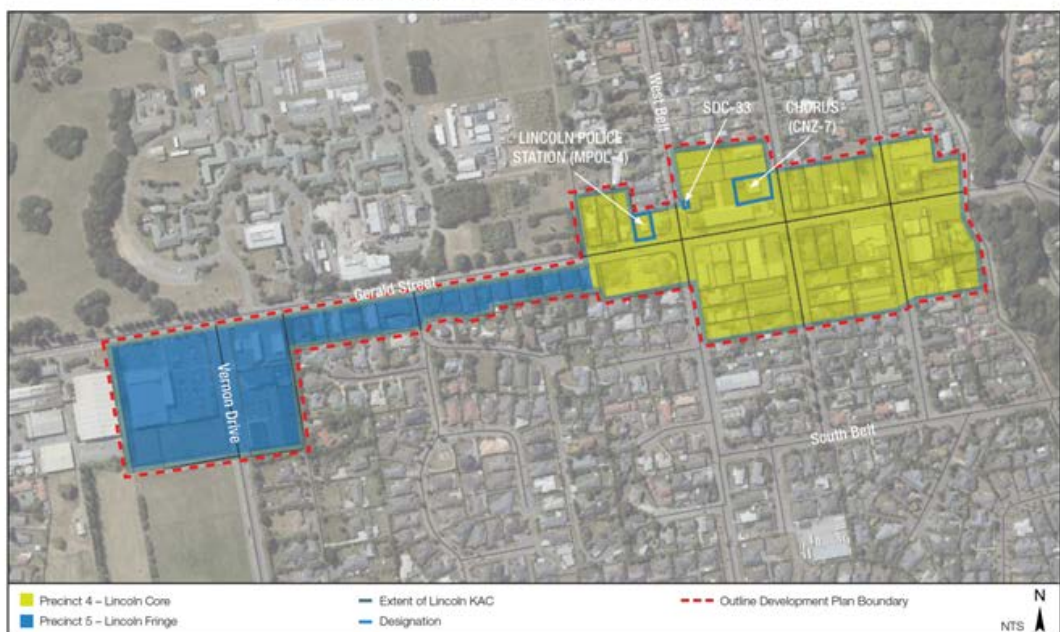 West Belt
SDC-33
CHORUS
(CNZ-7)
LINCOLN POLICE
STATION (MPOL-4)
Gerald Street
Vernon Drive
South Belt
Precinct 4 – Lincoln Core
Extent of Lincoln KAC
Outline Development Plan Boundary
Precinct 5 – Lincoln Fringe
Designation
N
NTS